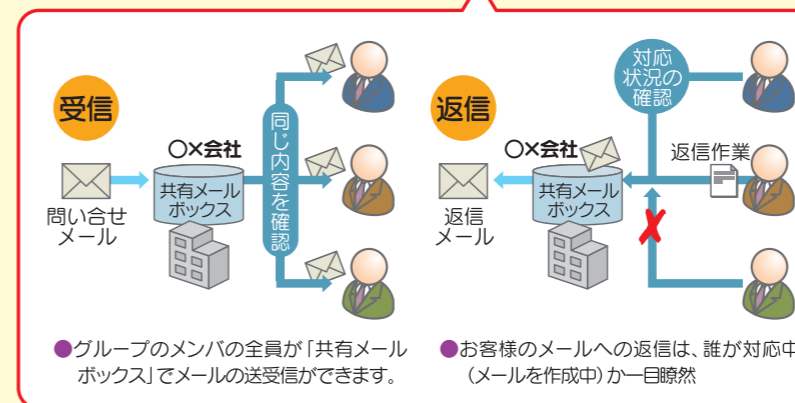 受信
〇×会社
共有メール
ボックス
問い合せ
メール
同じ内容を確認
●グループのメンバの全員が「共有メール
ボックス」でメールの送受信ができます。
返信
〇×会社
共有メール
ボックス
返信
メール
対応
状況の
確認
返信作業
●お客様のメールへの返信は、誰が対応中
（メールを作成中）か一目瞭然